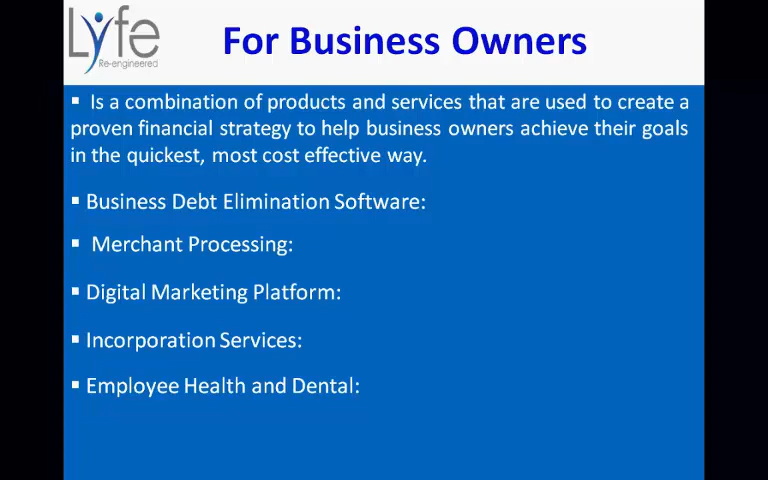 Lyfe
Re-engineered
For Business Owners
▪ Is a combination of products and services that are used to create a
proven financial strategy to help business owners achieve their goals
in the quickest, most cost effective way.
▪ Business Debt Elimination Software:
▪ Merchant Processing:
▪ Digital Marketing Platform:
▪ Incorporation Services:
▪ Employee Health and Dental: